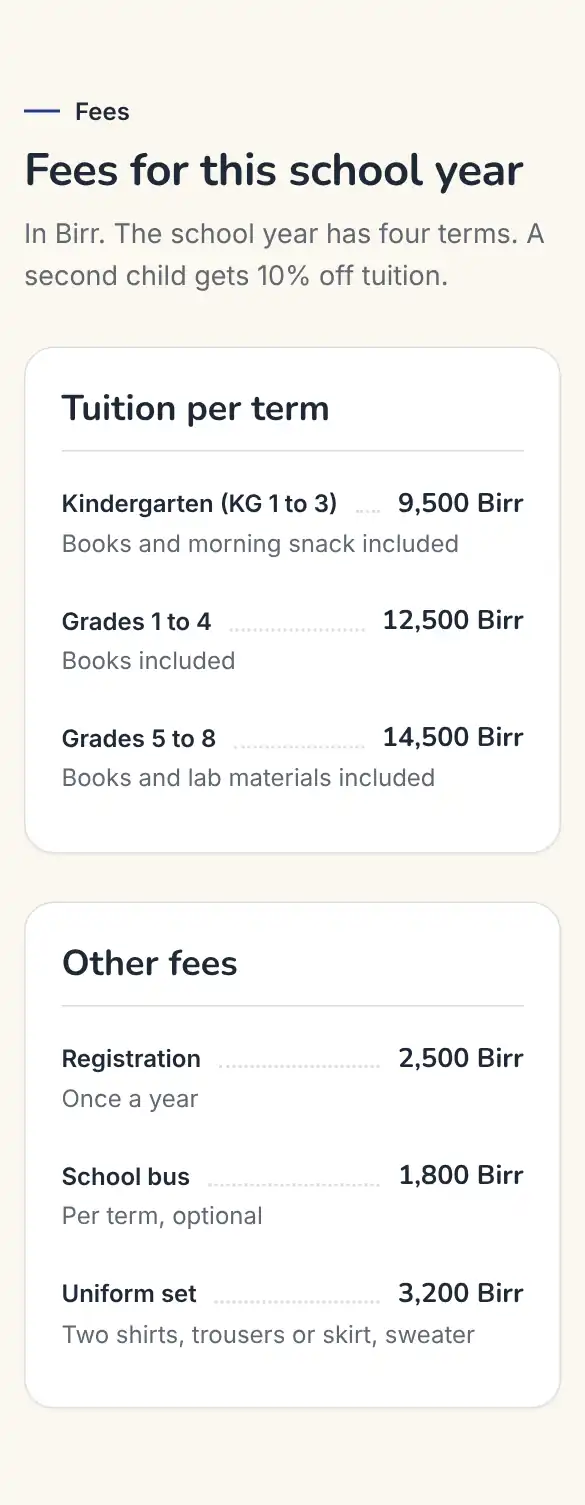 Fees
Fees for this school year
In Birr. The school year has four terms. A
second child gets 10% off tuition.
Tuition per term
Kindergarten (KG 1 to 3) 9,500 Birr
Books and morning snack included
Grades 1 to 4 12,500 Birr
Books included
Grades 5 to 8 14,500 Birr
Books and lab materials included
Other fees
Registration 2,500 Birr
Once a year
School bus 1,800 Birr
Per term, optional
Uniform set 3,200 Birr
Two shirts, trousers or skirt, sweater